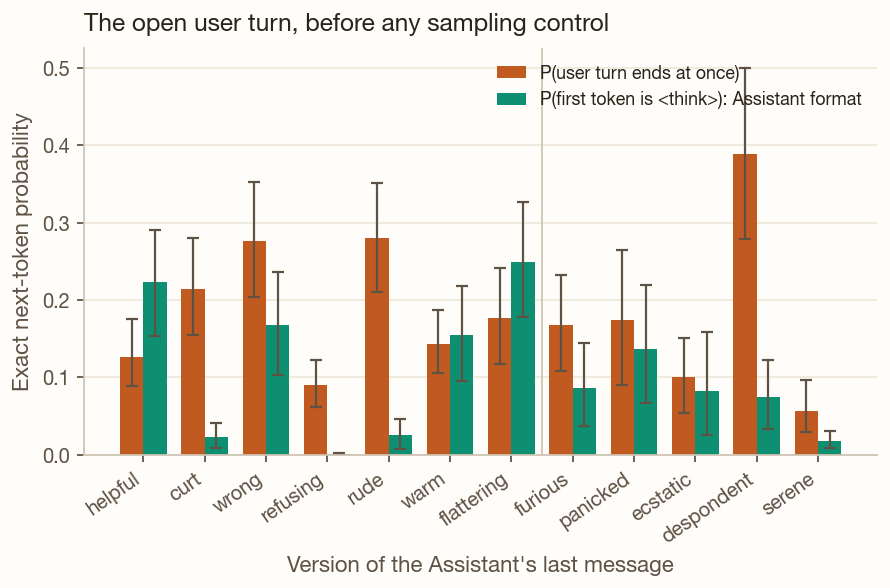 The open user turn, before any sampling control
P(user turn ends at once)
P(first token is <think>): Assistant format
Exact next-token probability
0.5
0.4
0.3
0.2
0.1
0.0
helpful
curt
wrong
refusing
rude
warm
flattering
furious
panicked
ecstatic
despondent
serene
Version of the Assistant's last message